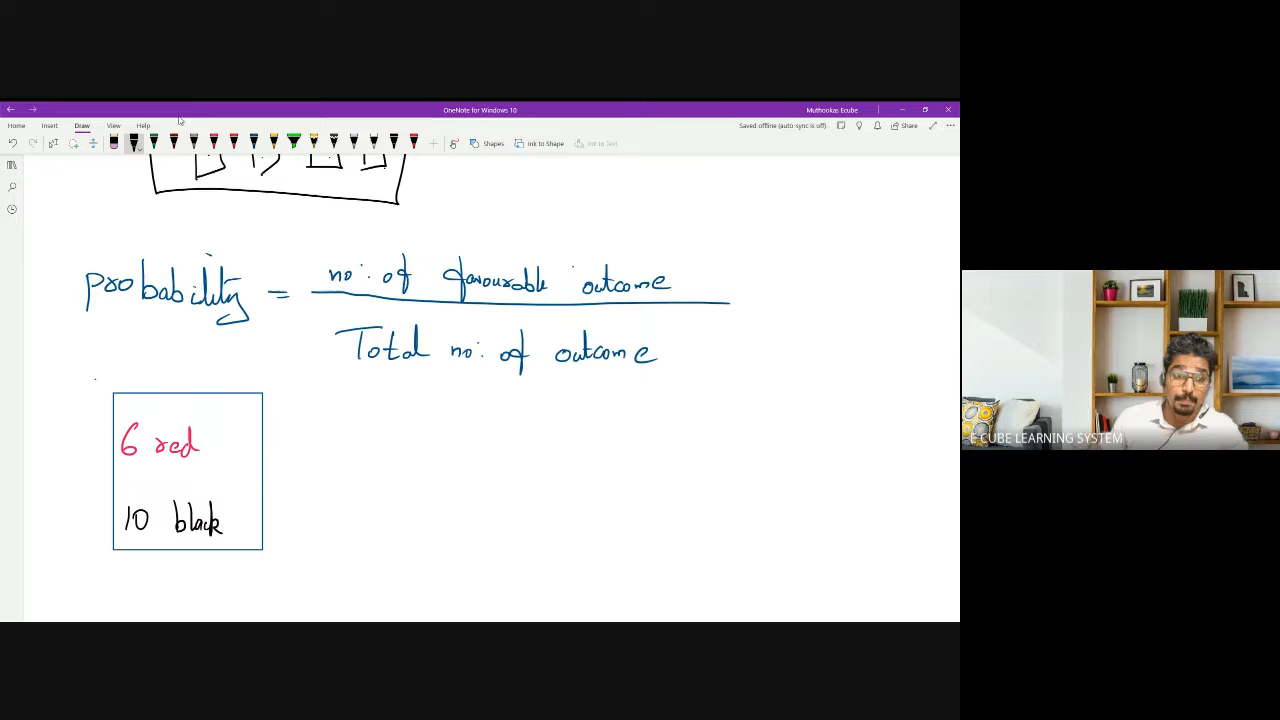 OneNote for Windows 10
Muthookas Ecube
Home Insert Draw View Help
Saved offline (auto-sync is off) Share
Shapes Ink to Shape Ink to Text
probability = no: of favourable outcome
Total no: of outcome
6 red
10 black
E CUBE LEARNING SYSTEM